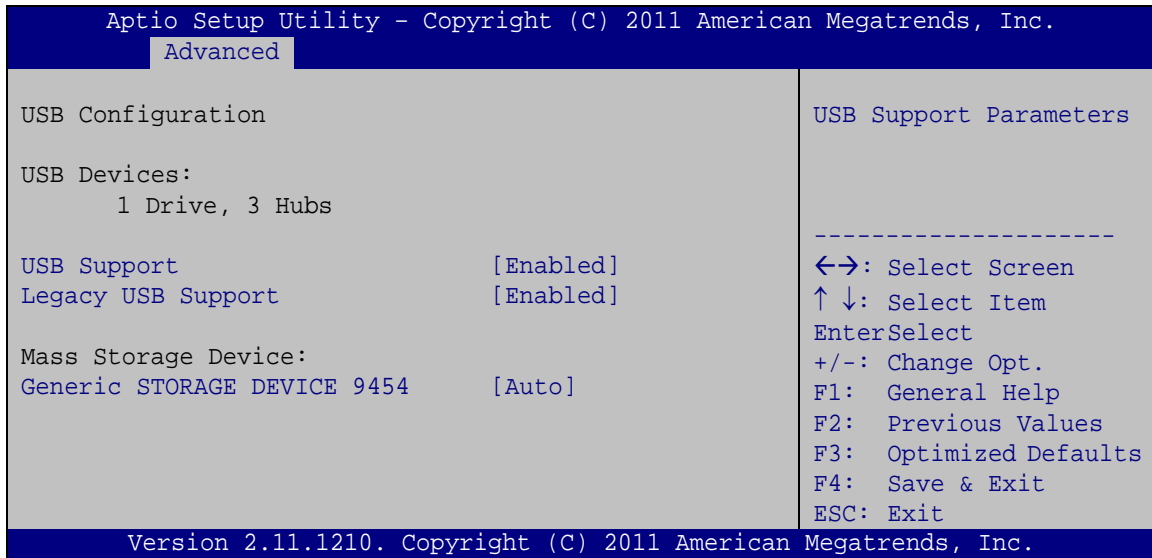 Aptio Setup Utility – Copyright (C) 2011 American Megatrends, Inc.
Advanced
USB Configuration
USB Devices:
1 Drive, 3 Hubs
USB Support [Enabled]
Legacy USB Support [Enabled]
Mass Storage Device:
Generic STORAGE DEVICE 9454 [Auto]
USB Support Parameters
---------------------
←→: Select Screen
↑ ↓: Select Item
EnterSelect
+/-: Change Opt.
F1: General Help
F2: Previous Values
F3: Optimized Defaults
F4: Save & Exit
ESC: Exit
Version 2.11.1210. Copyright (C) 2011 American Megatrends, Inc.